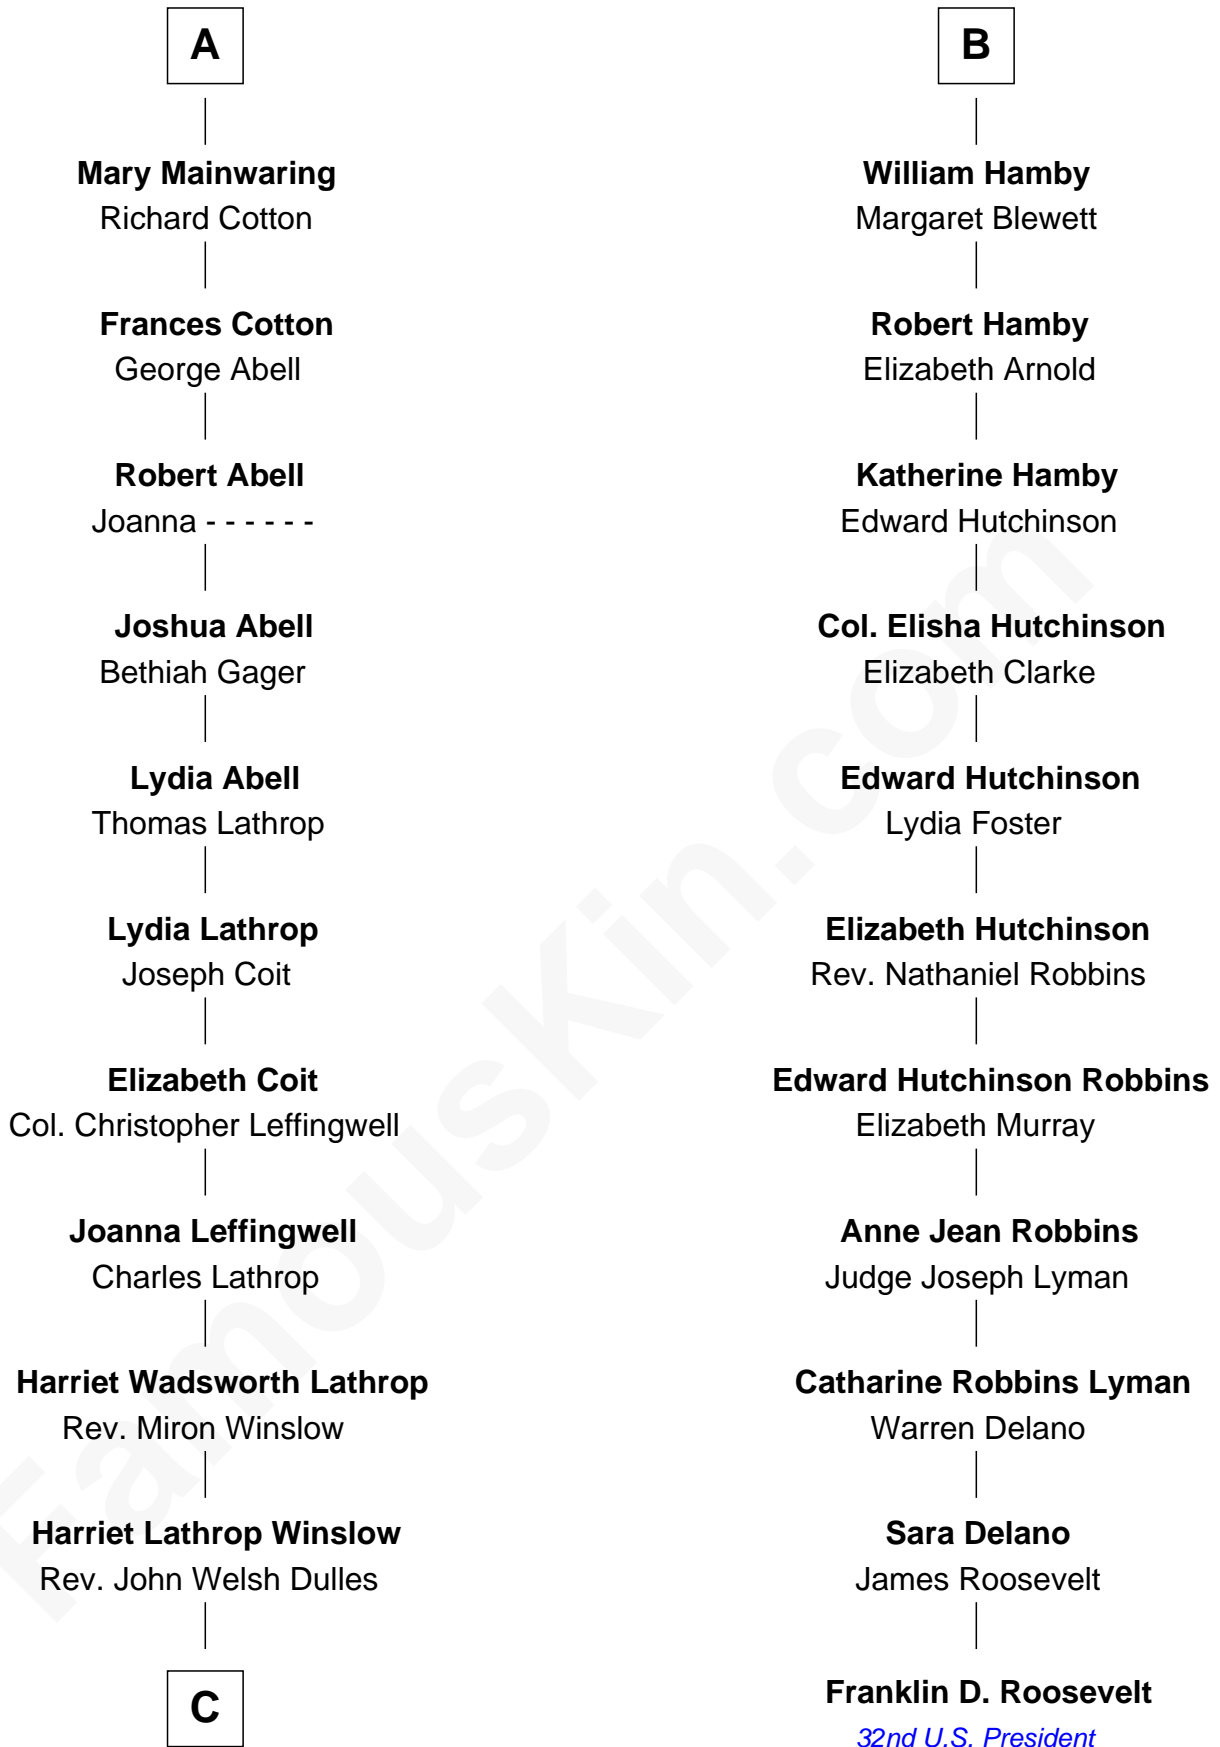 A
Mary Mainwaring
Richard Cotton
Frances Cotton
George Abell
Robert Abell
Joanna - - - - - -
Joshua Abell
Bethiah Gager
Lydia Abell
Thomas Lathrop
Lydia Lathrop
Joseph Coit
Elizabeth Coit
Col. Christopher Leffingwell
Joanna Leffingwell
Charles Lathrop
Harriet Wadsworth Lathrop
Rev. Miron Winslow
Harriet Lathrop Winslow
Rev. John Welsh Dulles
C
B
William Hamby
Margaret Blewett
Robert Hamby
Elizabeth Arnold
Katherine Hamby
Edward Hutchinson
Col. Elisha Hutchinson
Elizabeth Clarke
Edward Hutchinson
Lydia Foster
Elizabeth Hutchinson
Rev. Nathaniel Robbins
Edward Hutchinson Robbins
Elizabeth Murray
Anne Jean Robbins
Judge Joseph Lyman
Catharine Robbins Lyman
Warren Delano
Sara Delano
James Roosevelt
Franklin D. Roosevelt
32nd U.S. President
FamousKin.com